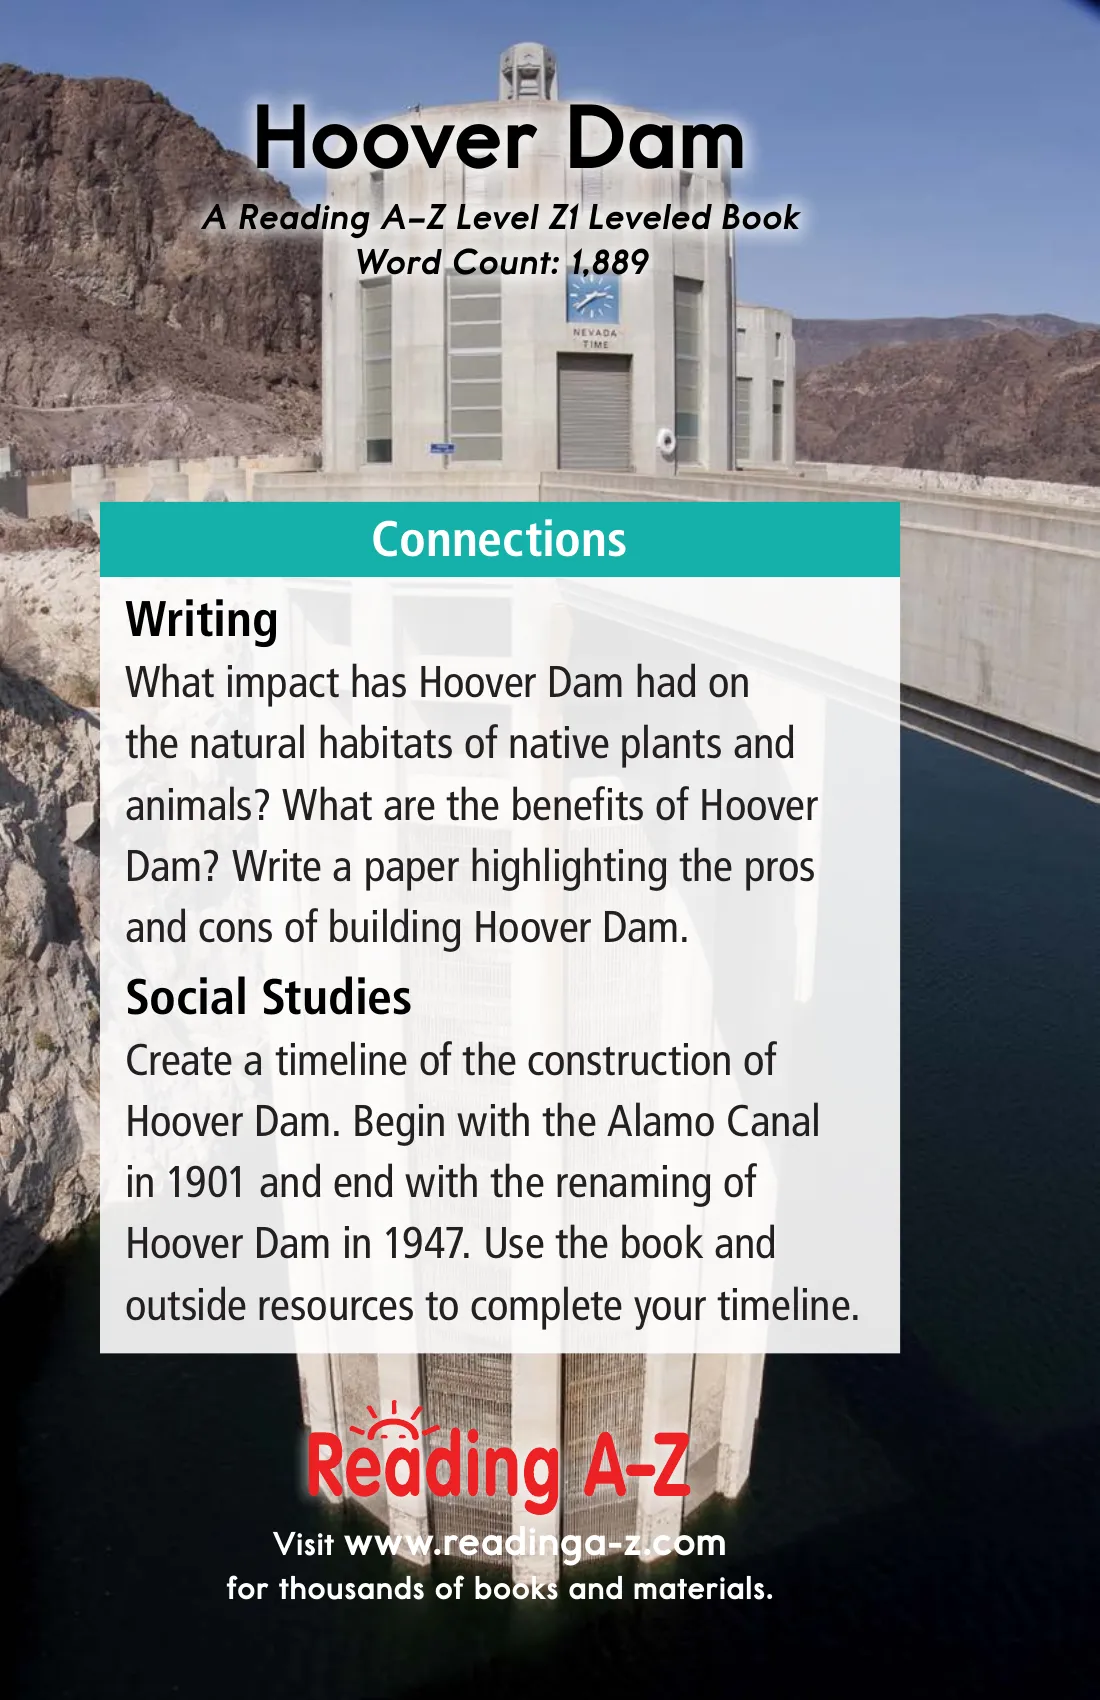 Hoover Dam
A Reading A–Z Level Z1 Leveled Book
Word Count: 1,889
NEVADA
TIME
Connections
Writing
What impact has Hoover Dam had on
the natural habitats of native plants and
animals? What are the benefits of Hoover
Dam? Write a paper highlighting the pros
and cons of building Hoover Dam.
Social Studies
Create a timeline of the construction of
Hoover Dam. Begin with the Alamo Canal
in 1901 and end with the renaming of
Hoover Dam in 1947. Use the book and
outside resources to complete your timeline.
Reading A–Z
Visit www.readinga-z.com
for thousands of books and materials.